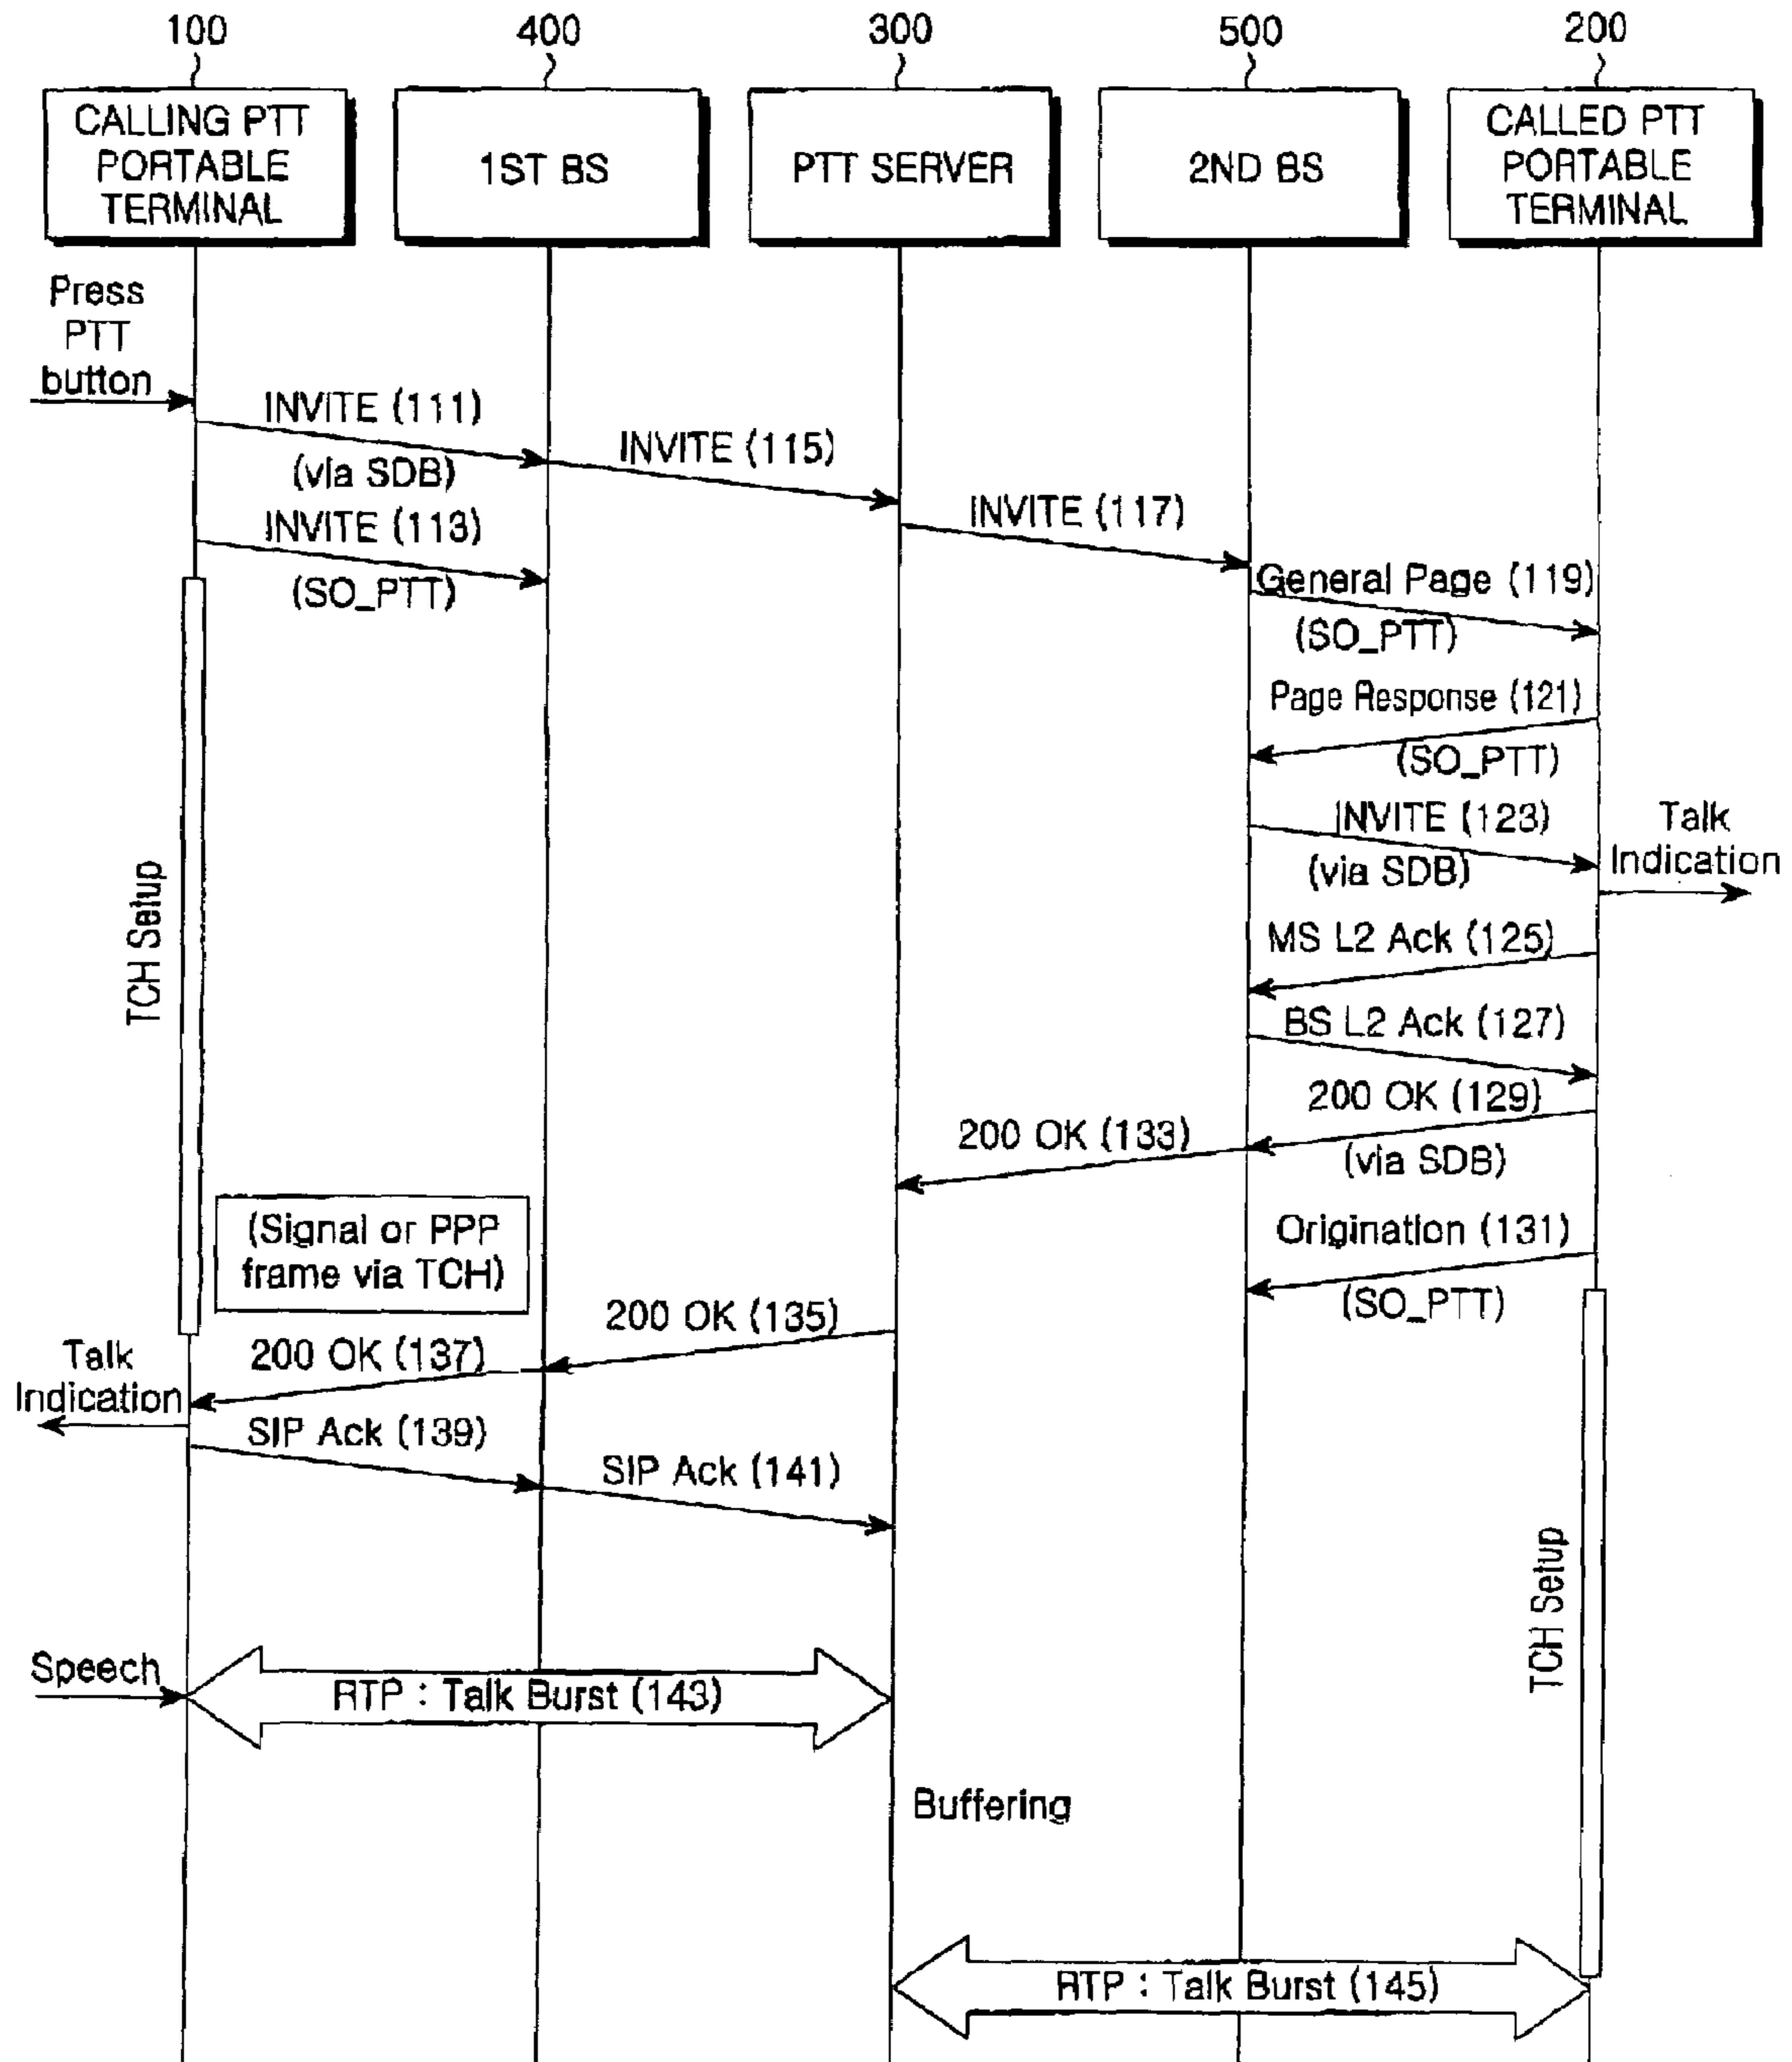 100
400
300
500
200
CALLING PTT
PORTABLE
TERMINAL
1ST BS
PTT SERVER
2ND BS
CALLED PTT
PORTABLE
TERMINAL
Press
PTT
button
INVITE (111)
(via SDB)
INVITE (115)
INVITE (113)
(SO_PTT)
INVITE (117)
General Page (119)
(SO_PTT)
Page Response (121)
(SO_PTT)
INVITE (123)
(via SDB)
Talk
Indication
TCH Setup
MS L2 Ack (125)
BS L2 Ack (127)
200 OK (129)
(via SDB)
200 OK (133)
Origination (131)
(SO_PTT)
(Signal or PPP
frame via TCH)
200 OK (135)
200 OK (137)
Talk
Indication
SIP Ack (139)
SIP Ack (141)
TCH Setup
Speech
RTP : Talk Burst (143)
Buffering
RTP : Talk Burst (145)